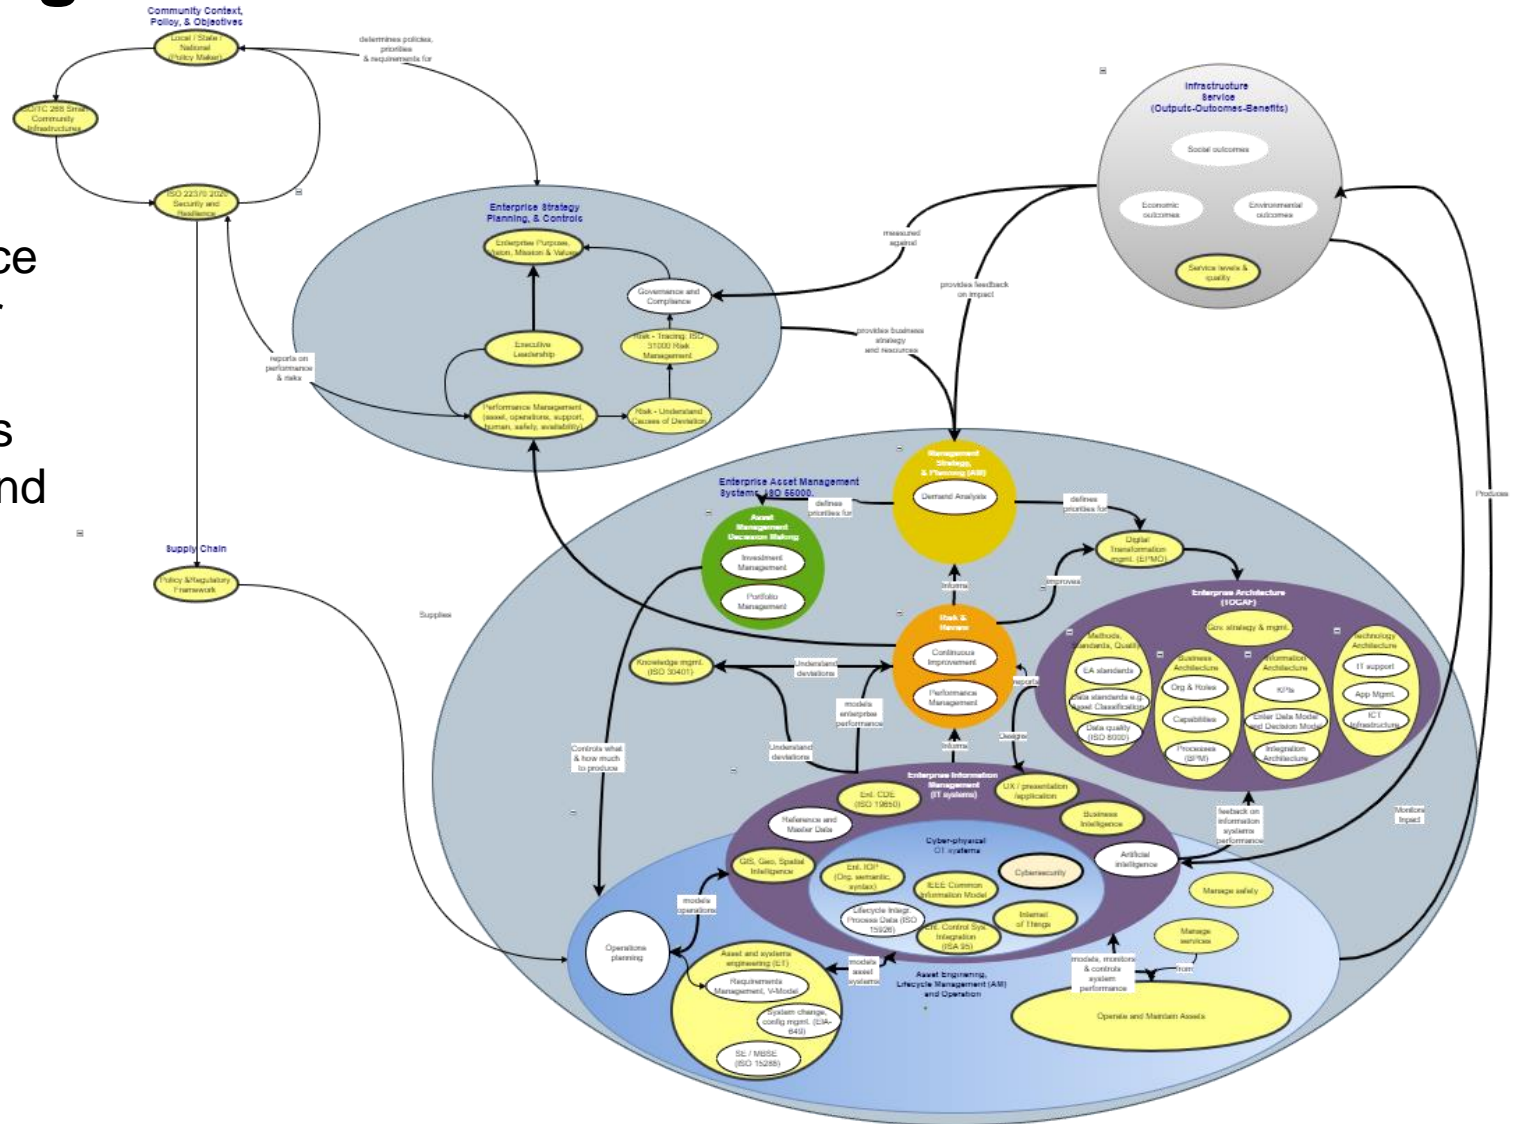 g
ce
s
nd
Community Context,
Policy, & Objectives
Local / State /
National
(Policy Maker)
ISO/TC 268 Smart
Community
Infrastructures
ISO 22370 2020
Security and
Resilience
determines policies,
priorities
& requirements for
reports on
performance
& risks
Supply Chain
Policy &Regulatory
Framework
Supplies
Enterprise Strategy
Planning, & Controls
Enterprise Purpose,
Vision, Mission & Values
Governance and
Compliance
Executive
Leadership
Risk - Tracing: ISO
31000 Risk
Management
Performance Management
(asset, operations, support,
human, safety, availability)
Risk - Understand
Causes of Deviation
measured
against
provides feedback
on impact
provides business
strategy
and resources
Infrastructure
Service
(Outputs-Outcomes-Benefits)
Social outcomes
Economic
outcomes
Environmental
outcomes
Service levels &
quality
Produces
Monitors
Enterprise Asset Management
Systems, ISO 55000.
Management
Strategy,
& Planning (AM)
Demand Analysis
defines
priorities for
defines
priorities for
Asset
Management
Decision Making
Investment
Management
Portfolio
Management
Digital
Transformation
mgmt. (EPMO)
Informs
improves
Risk &
Review
Continuous
Improvement
Performance
Management
Knowledge mgmt.
(ISO 30401)
Understand
deviations
models
enterprise
performance
Understand
deviations
reports
Designs
Informs
Controls what
& how much
to produce
Enterprise Architecture
(TOGAF)
Gov. strategy & mgmt.
Methods,
Standards, Quality
EA standards
Data standards e.g.
Asset Classification
Data quality
(ISO 8000)
Business
Architecture
Org & Roles
Capabilities
Processes
(BPM)
Information
Architecture
KPIs
Enter Data Model
and Decision Model
Integration
Architecture
Technology
Architecture
IT support
App Mgmt.
ICT
Infrastructure
feeback on
information
systems
performance
Enterprise Information
Management
(IT systems)
Ent. CDE
(ISO 19650)
UX / presentation
/application
Reference and
Master Data
Business
Intelligence
GIS, Geo, Spatial
Intelligence
Artificial
Intelligence
Cyber-physical
OT systems
Ent. IOP
(Org. semantic,
syntax)
IEEE Common
Information Model
Cybersecurity
Lifecycle Integr.
Process Data (ISO
15926)
Ent. Control Sys.
Integration
(ISA 95)
Internet
of Things
Manage safety
Manage
services
from
models
operations
Operations
planning
Asset and systems
engineering (ET)
Requirements
Management, V-Model
System change,
config mgmt. (EIA-
649)
SE / MBSE
(ISO 15288)
models
asset
systems
Asset Enginering,
Lifecycle Management (AM)
and Operation
models, monitors
& controls
system
performance
Operate and Maintain Assets